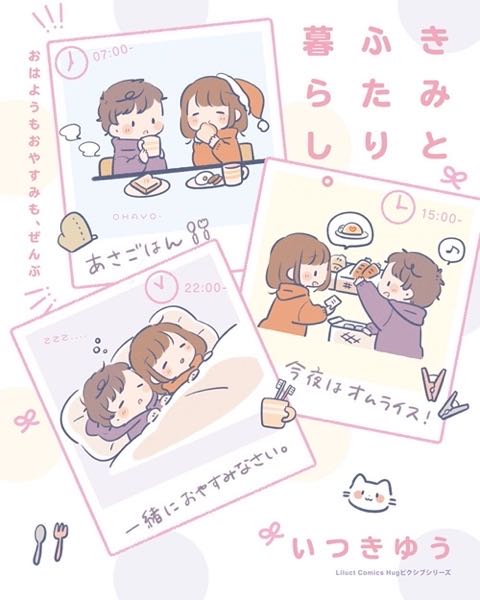 きみと
ふたり
暮らし
おはようもおやすみも、ぜんぶ
07:00-
OHAYO-
あさごはん
15:00-
今夜はオムライス!
22:00-
zzz....
一緒におやすみなさい。
いつきゆう
Liluct Comics Hugピクシブシリーズ